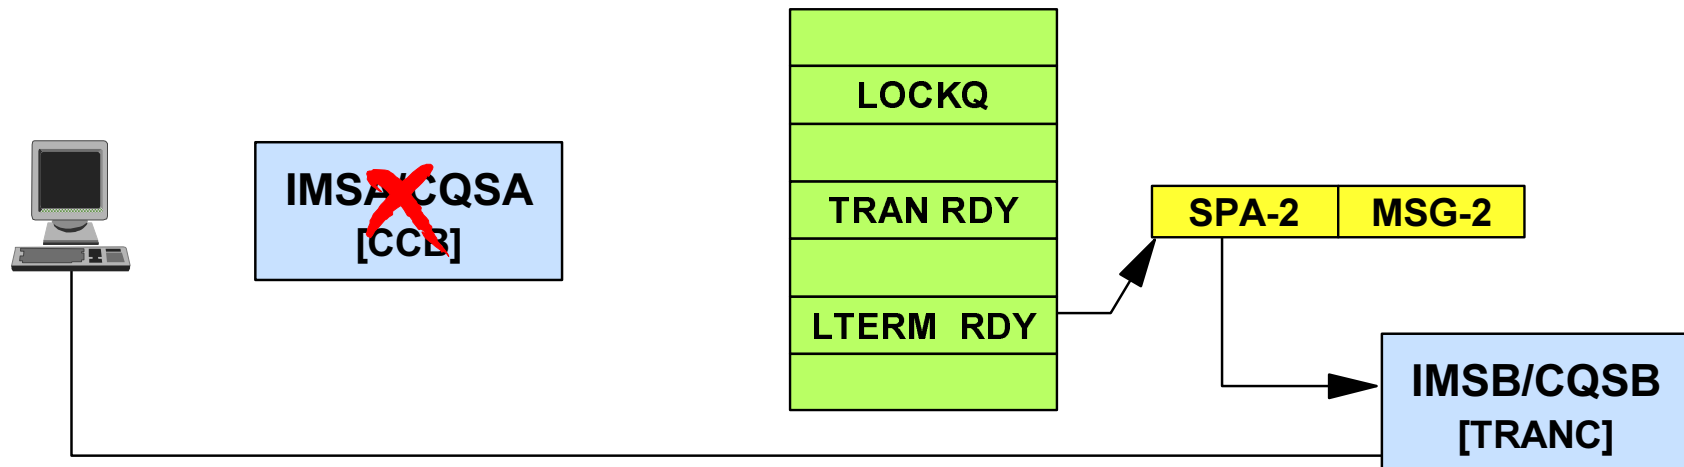 LOCKQ
IMSA/CQSA
[CCB]
TRAN RDY
SPA-2 MSG-2
LTERM RDY
IMSB/CQSB
[TRANC]